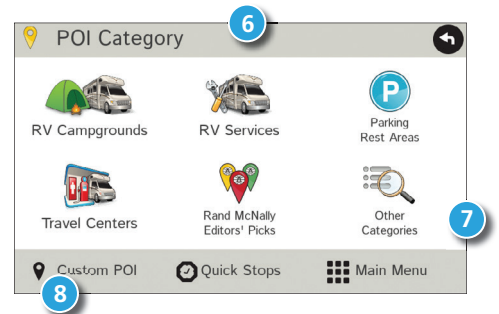 6
POI Category
RV Campgrounds
RV Services
P
Parking
Rest Areas
Travel Centers
Rand McNally
Editors' Picks
Other
Categories
7
Custom POI
Quick Stops
Main Menu
8